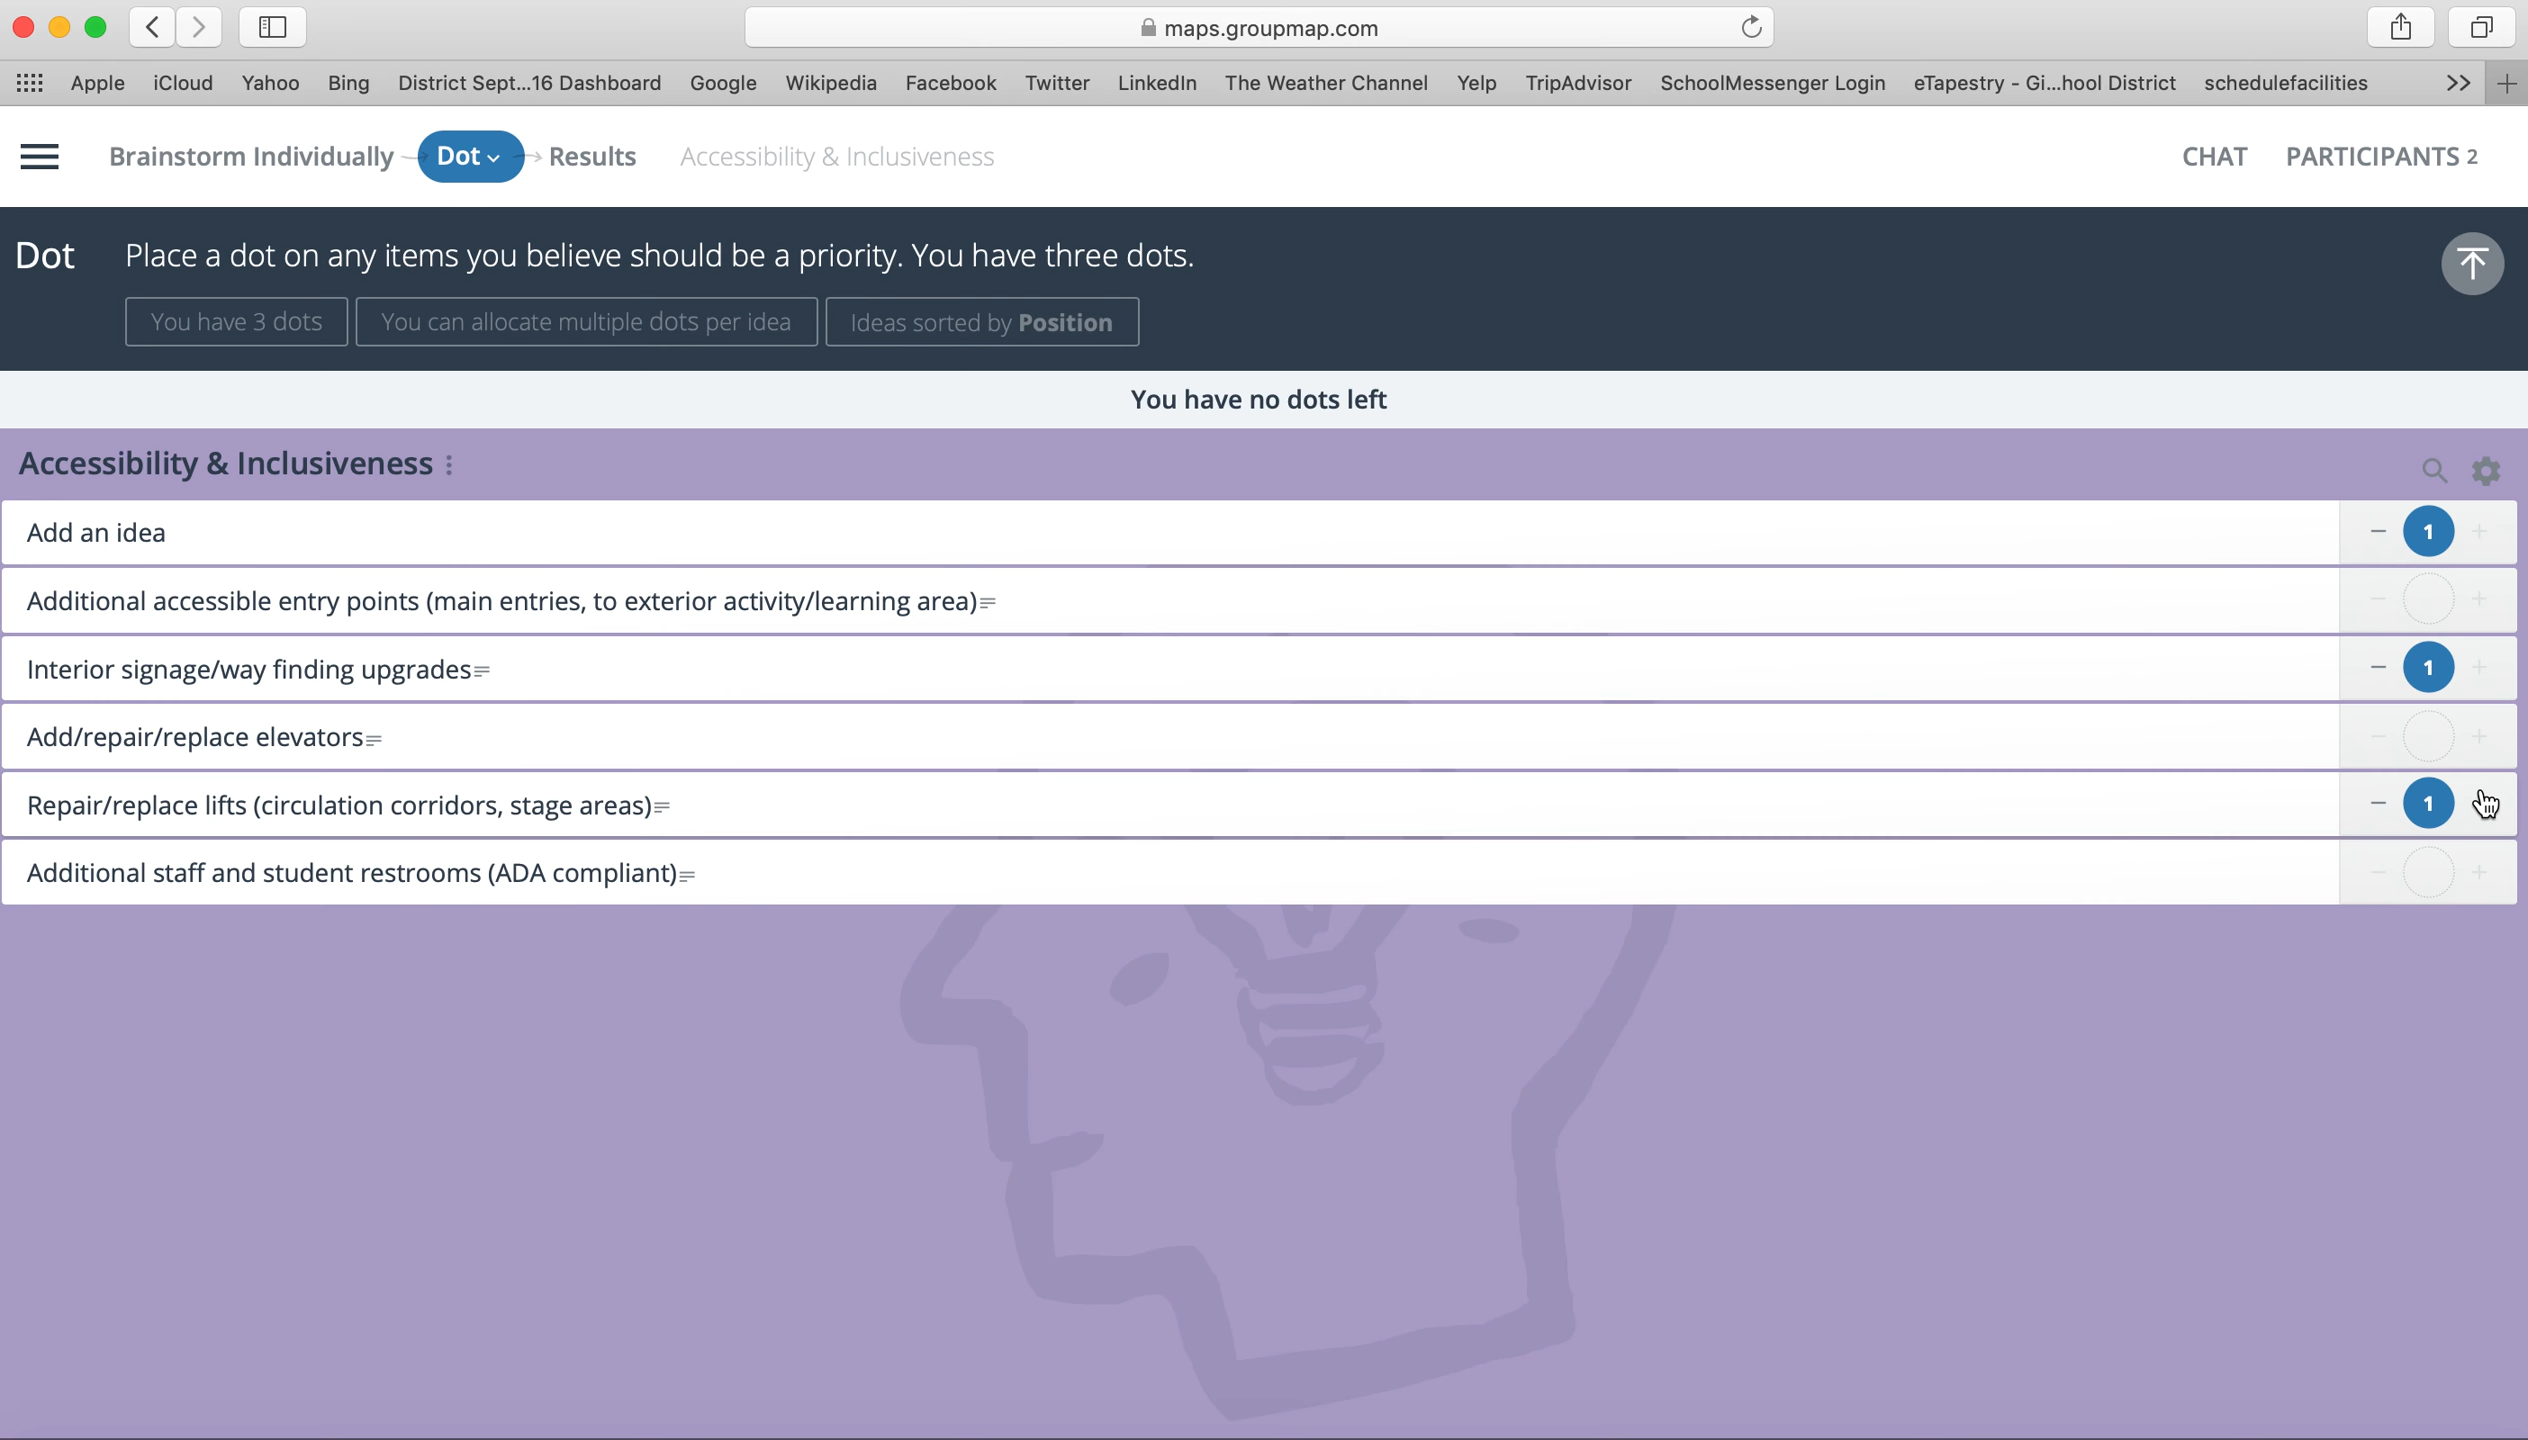 maps.groupmap.com
Apple iCloud Yahoo Bing District Sept...16 Dashboard Google Wikipedia Facebook Twitter LinkedIn The Weather Channel Yelp TripAdvisor SchoolMessenger Login eTapestry - Gi...hool District schedulefacilities
Brainstorm Individually Dot Results Accessibility & Inclusiveness CHAT PARTICIPANTS 2
Dot Place a dot on any items you believe should be a priority. You have three dots.
You have 3 dots You can allocate multiple dots per idea Ideas sorted by Position
You have no dots left
Accessibility & Inclusiveness
Add an idea − 1 +
Additional accessible entry points (main entries, to exterior activity/learning area) − +
Interior signage/way finding upgrades − 1 +
Add/repair/replace elevators − +
Repair/replace lifts (circulation corridors, stage areas) − 1
Additional staff and student restrooms (ADA compliant) − +